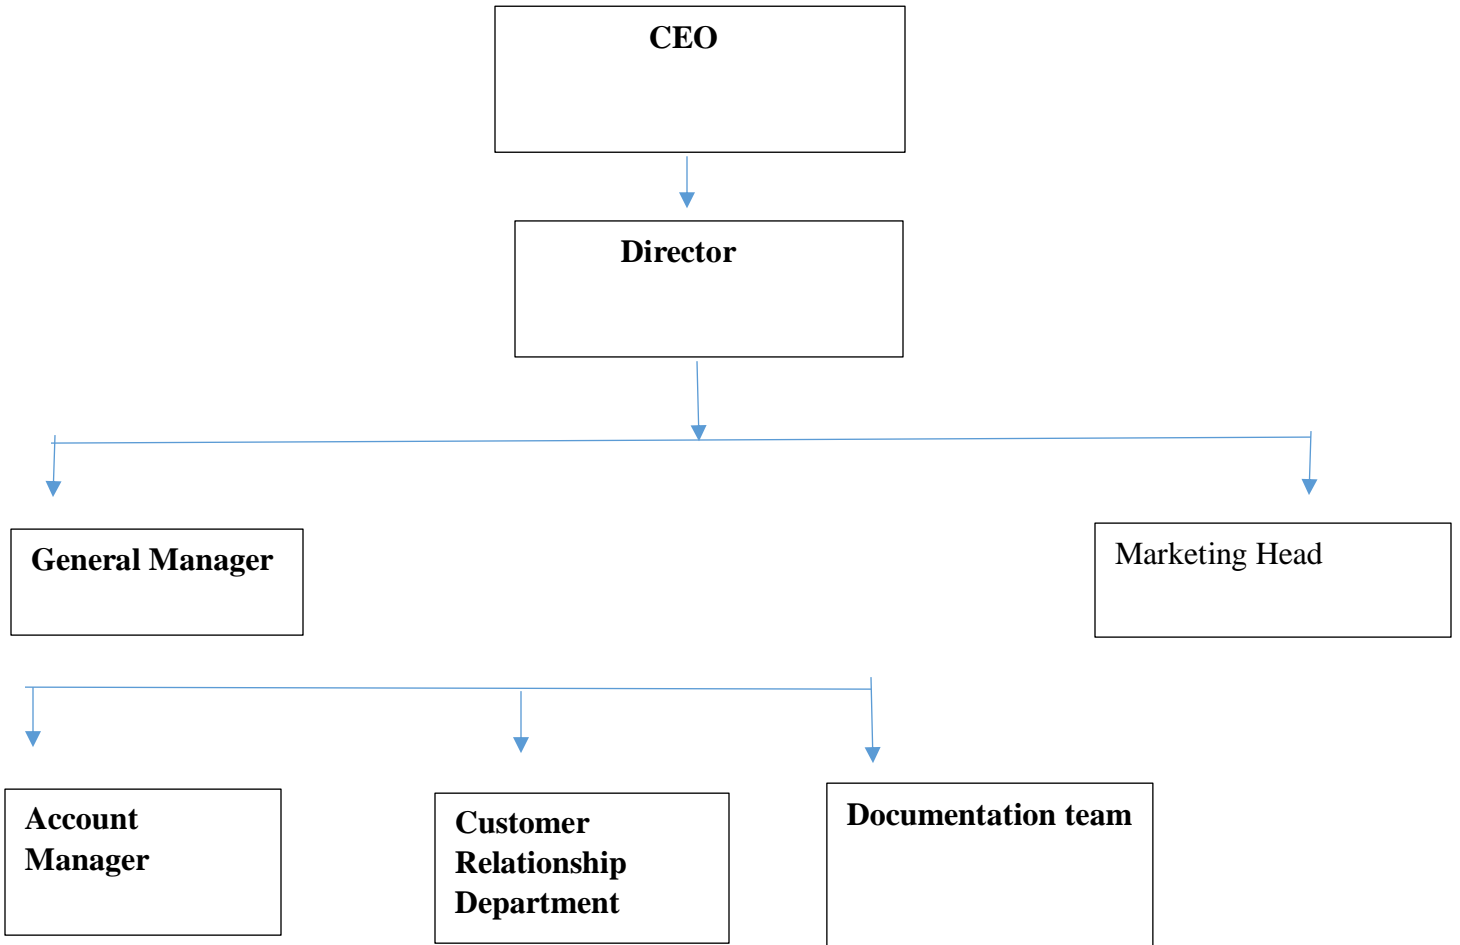 CEO
Director
General Manager
Marketing Head
Account
Manager
Customer
Relationship
Department
Documentation team